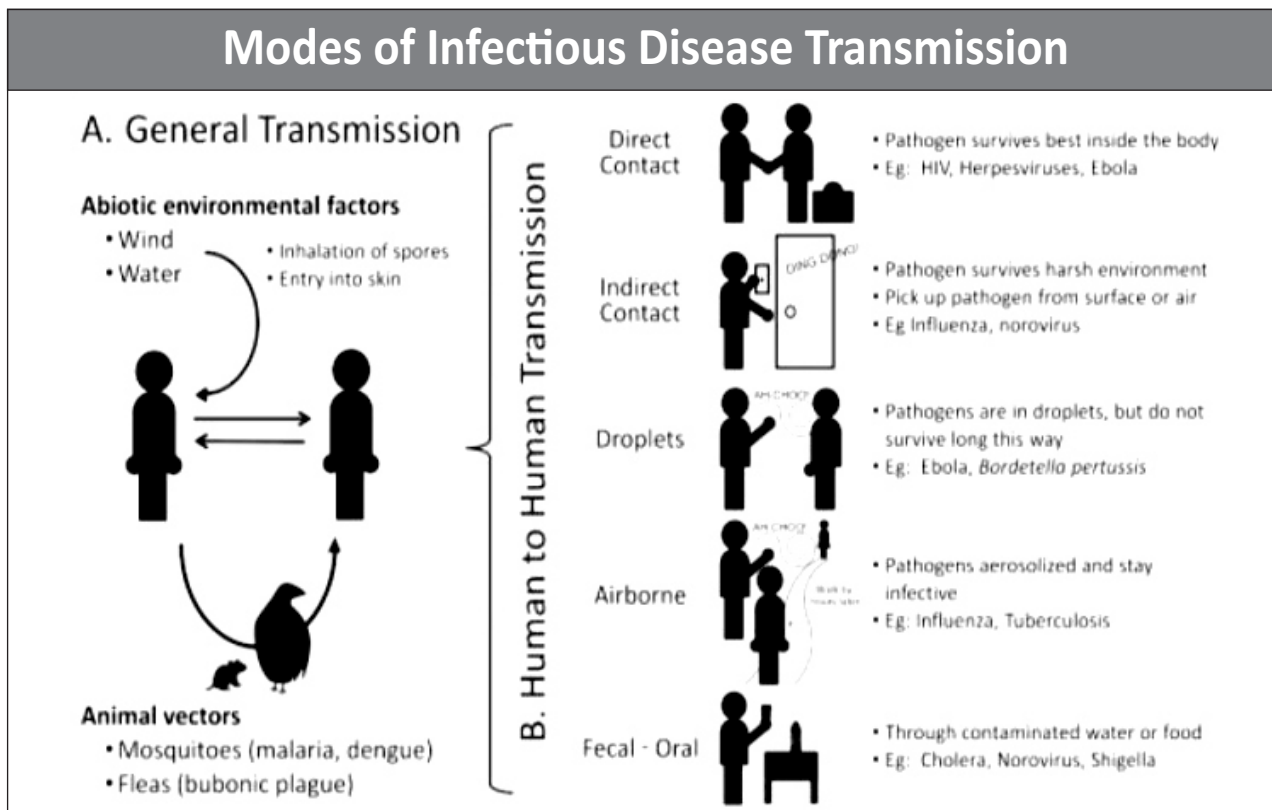 Modes of Infectious Disease Transmission
A. General Transmission
Abiotic environmental factors
• Wind
• Water
• Inhalation of spores
• Entry into skin
Animal vectors
• Mosquitoes (malaria, dengue)
• Fleas (bubonic plague)
B. Human to Human Transmission
Direct
Contact
• Pathogen survives best inside the body
• Eg: HIV, Herpesviruses, Ebola
Indirect
Contact
DING DONG!
• Pathogen survives harsh environment
• Pick up pathogen from surface or air
• Eg Influenza, norovirus
Droplets
AH CHOO!
• Pathogens are in droplets, but do not
survive long this way
• Eg: Ebola, Bordetella pertussis
Airborne
AH CHOO!
• Pathogens aerosolized and stay
infective
• Eg: Influenza, Tuberculosis
Fecal - Oral
• Through contaminated water or food
• Eg: Cholera, Norovirus, Shigella